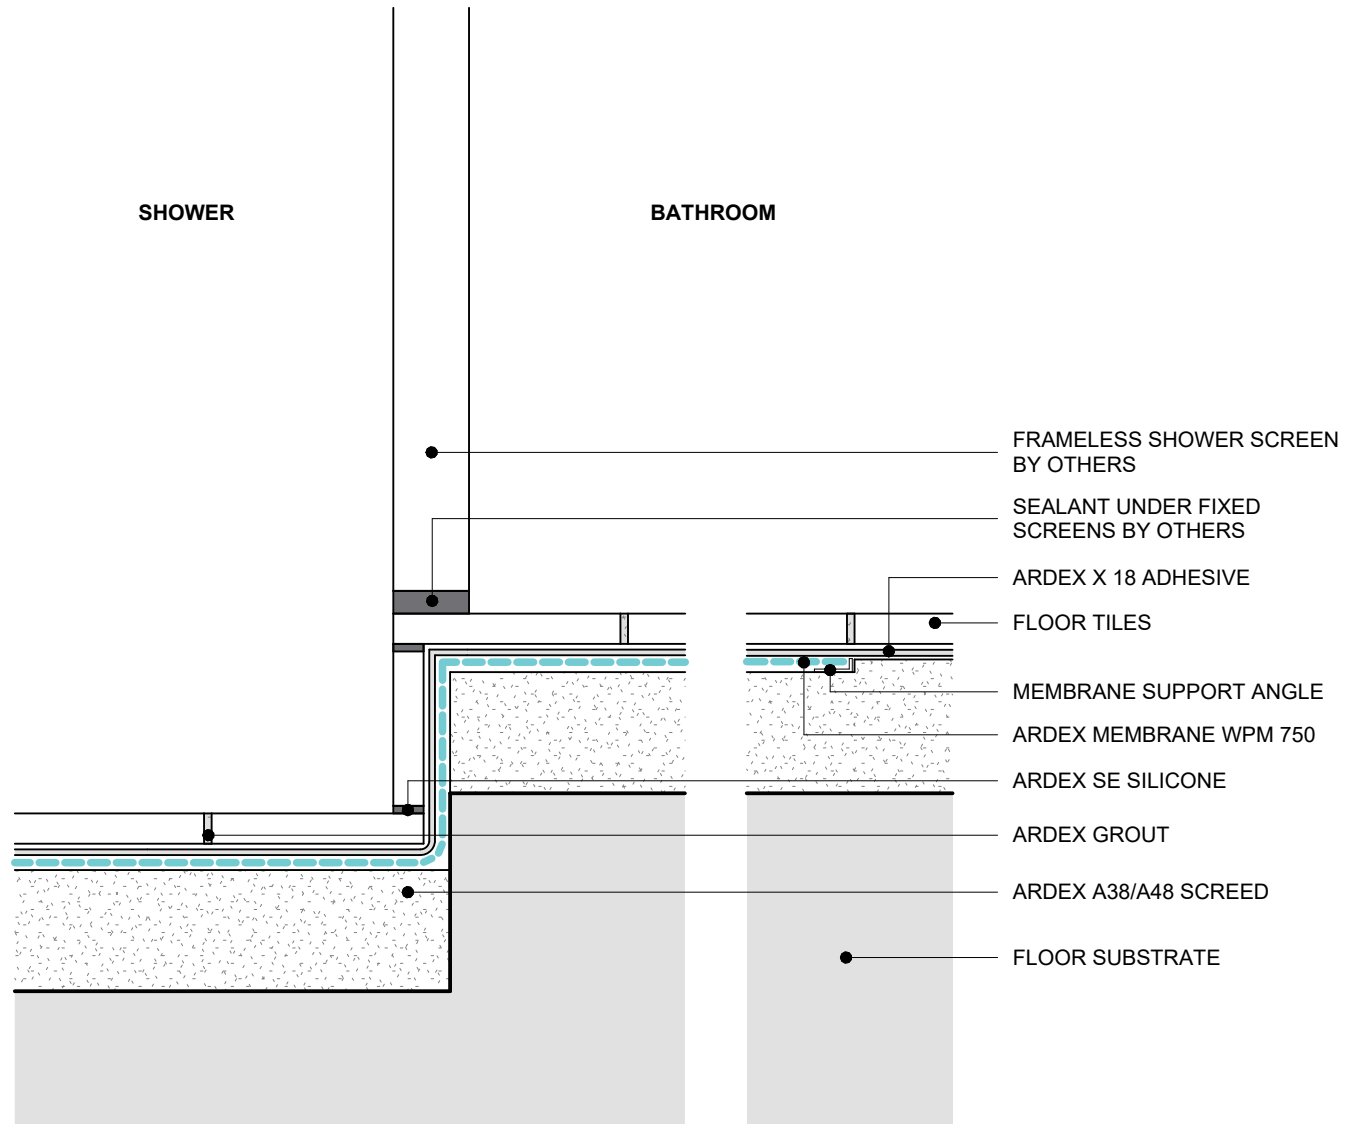 SHOWER
BATHROOM
FRAMELESS SHOWER SCREEN
BY OTHERS
SEALANT UNDER FIXED
SCREENS BY OTHERS
ARDEX X 18 ADHESIVE
FLOOR TILES
MEMBRANE SUPPORT ANGLE
ARDEX MEMBRANE WPM 750
ARDEX SE SILICONE
ARDEX GROUT
ARDEX A38/A48 SCREED
FLOOR SUBSTRATE